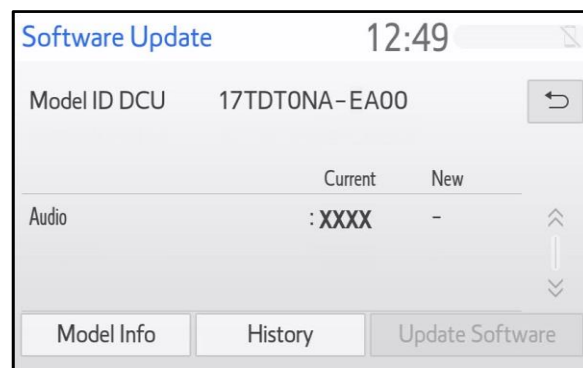 Software Update 12:49
Model ID DCU 17TDT0NA-EA00
Current New
Audio : XXXX -
Model Info History Update Software